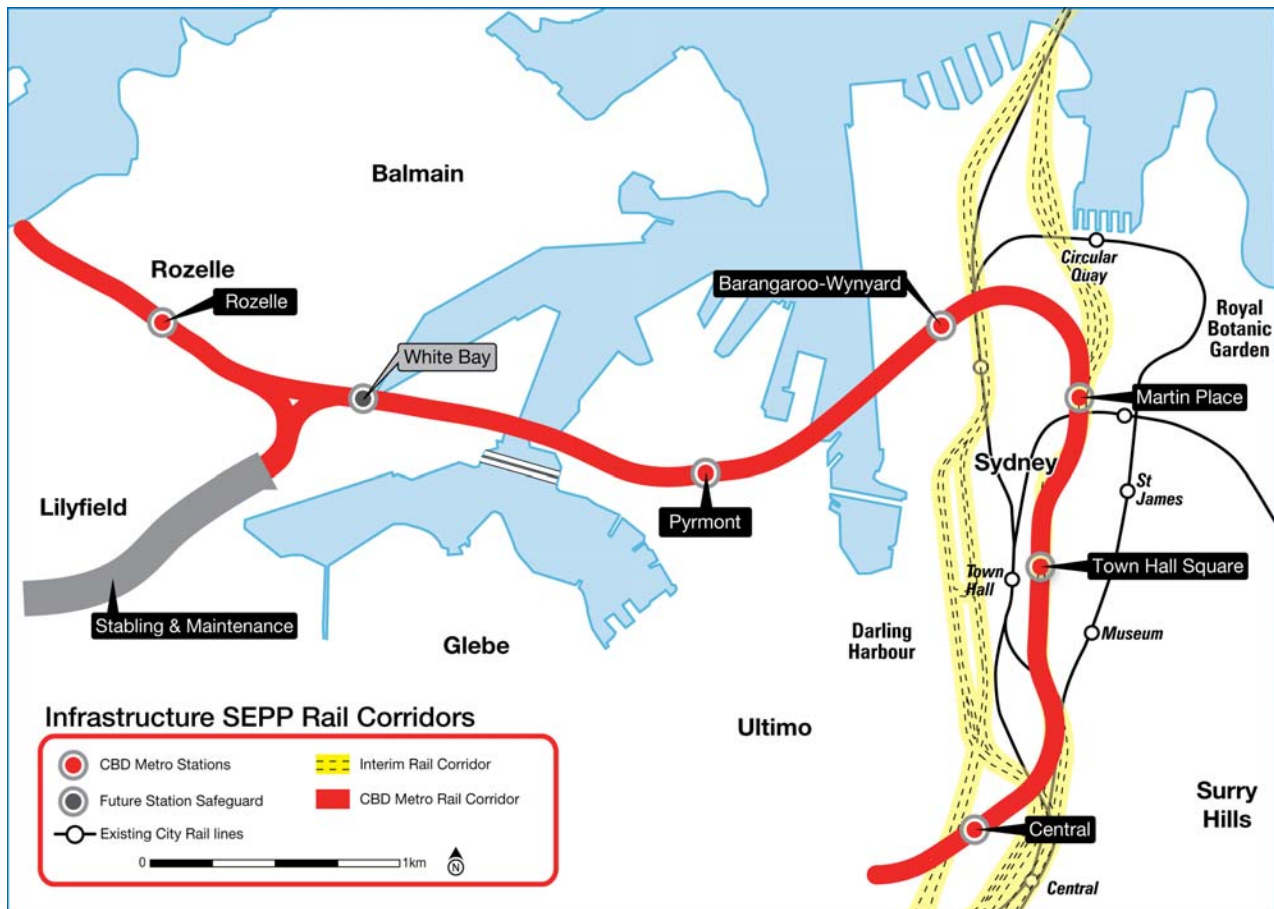 Balmain
Rozelle
Rozelle
White Bay
Barangaroo-Wynyard
Circular
Quay
Royal
Botanic
Garden
Martin Place
Sydney
St
James
Lilyfield
Pyrmont
Town
Hall
Town Hall Square
Stabling & Maintenance
Glebe
Darling
Harbour
Museum
Ultimo
Surry
Hills
Central
Central
Infrastructure SEPP Rail Corridors
CBD Metro Stations
Interim Rail Corridor
Future Station Safeguard
CBD Metro Rail Corridor
Existing City Rail lines
0
1km
N